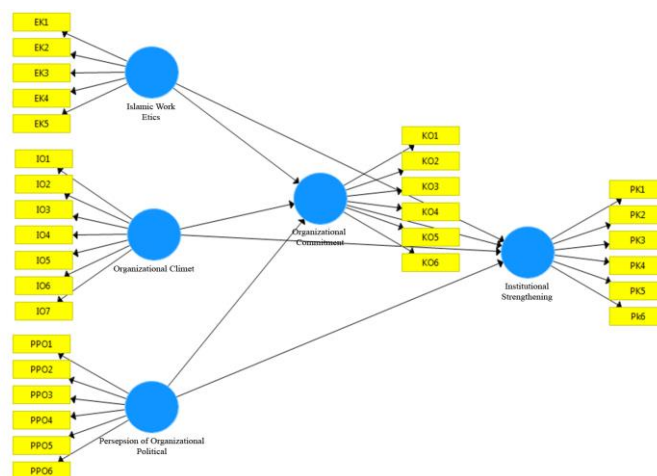 EK1
EK2
EK3
EK4
EK5
Islamic Work
Etics
IO1
IO2
IO3
IO4
IO5
IO6
IO7
Organizational Climet
PPO1
PPO2
PPO3
PPO4
PPO5
PPO6
Persepsion of Organizational
Political
Organizational
Commitment
KO1
KO2
KO3
KO4
KO5
KO6
Institutional
Strengthening
PK1
PK2
PK3
PK4
PK5
Pk6